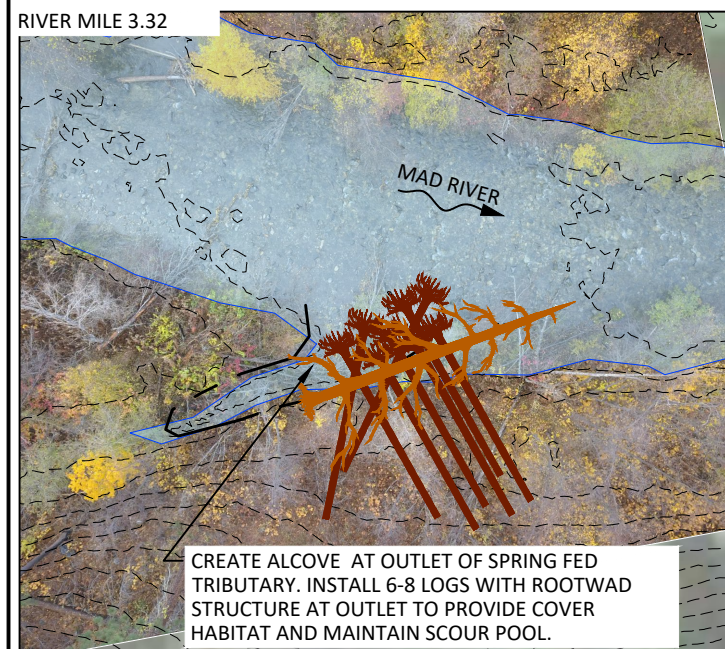 RIVER MILE 3.32
MAD RIVER
CREATE ALCOVE AT OUTLET OF SPRING FED
TRIBUTARY. INSTALL 6-8 LOGS WITH ROOTWAD
STRUCTURE AT OUTLET TO PROVIDE COVER
HABITAT AND MAINTAIN SCOUR POOL.